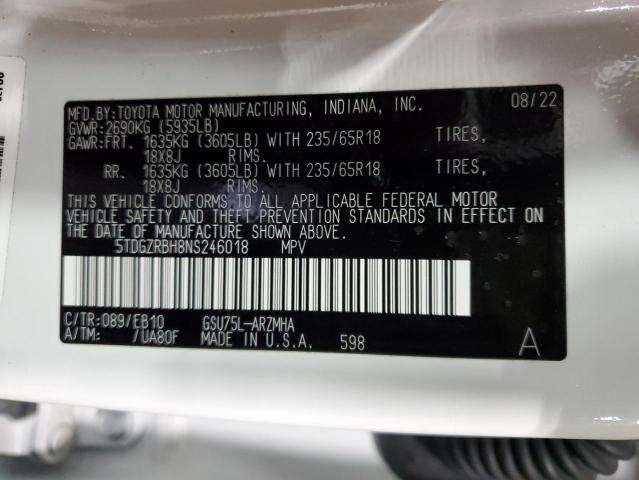 MFD.BY:TOYOTA MOTOR MANUFACTURING, INDIANA, INC. 08/22
GVWR:2690KG (5935LB)
GAWR:FRT. 1635KG (3605LB) WITH 235/65R18 TIRES,
18X8J RIMS.
RR. 1635KG (3605LB) WITH 235/65R18 TIRES,
18X8J RIMS.
THIS VEHICLE CONFORMS TO ALL APPLICABLE FEDERAL MOTOR
VEHICLE SAFETY AND THEFT PREVENTION STANDARDS IN EFFECT ON
THE DATE OF MANUFACTURE SHOWN ABOVE.
5TDGZRBH8NS246018 MPV
C/TR:089/EB10 GSU75L-ARZMHA
A/TM: /UA80F MADE IN U.S.A. 598 A